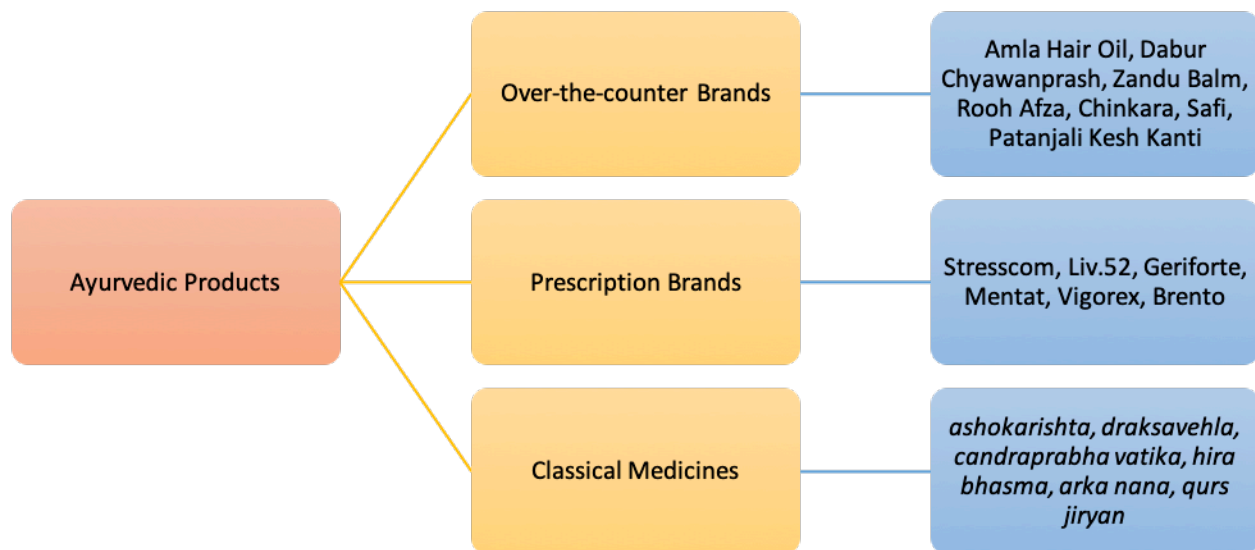 Ayurvedic Products
Over-the-counter Brands
Amla Hair Oil, Dabur
Chyawanprash, Zandu Balm,
Rooh Afza, Chinkara, Safi,
Patanjali Kesh Kanti
Prescription Brands
Stresscom, Liv.52, Geriforte,
Mentat, Vigorex, Brento
Classical Medicines
ashokarishta, draksavehla,
candraprabha vatika, hira
bhasma, arka nana, qurs
jiryan